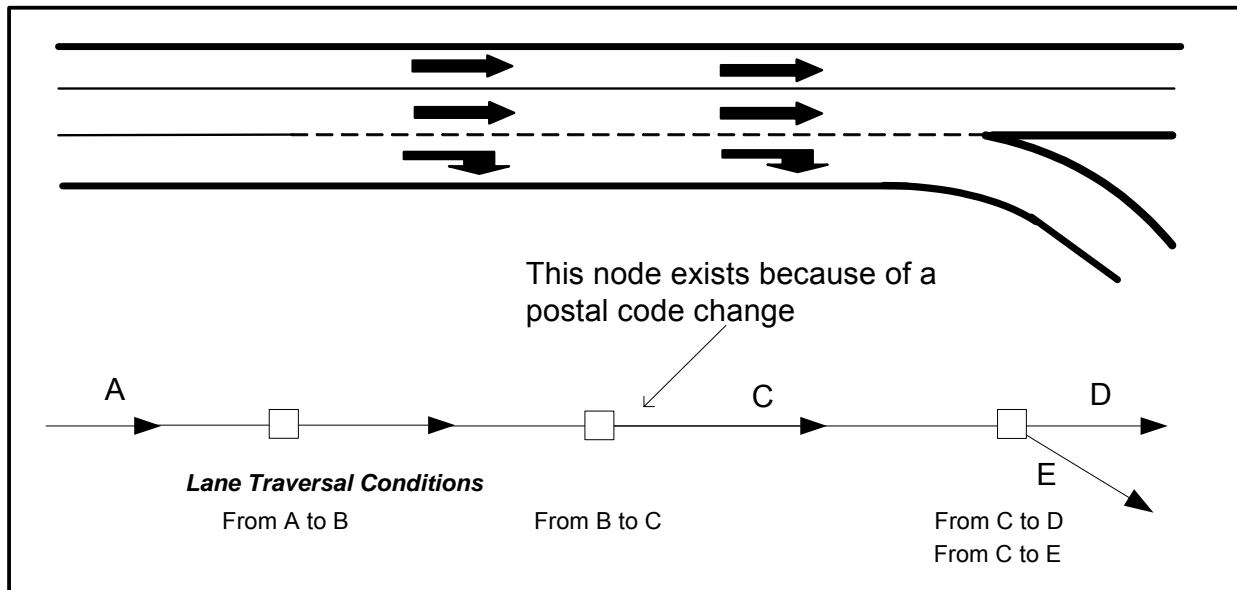 This node exists because of a
postal code change
A
C
D
E
Lane Traversal Conditions
From A to B
From B to C
From C to D
From C to E